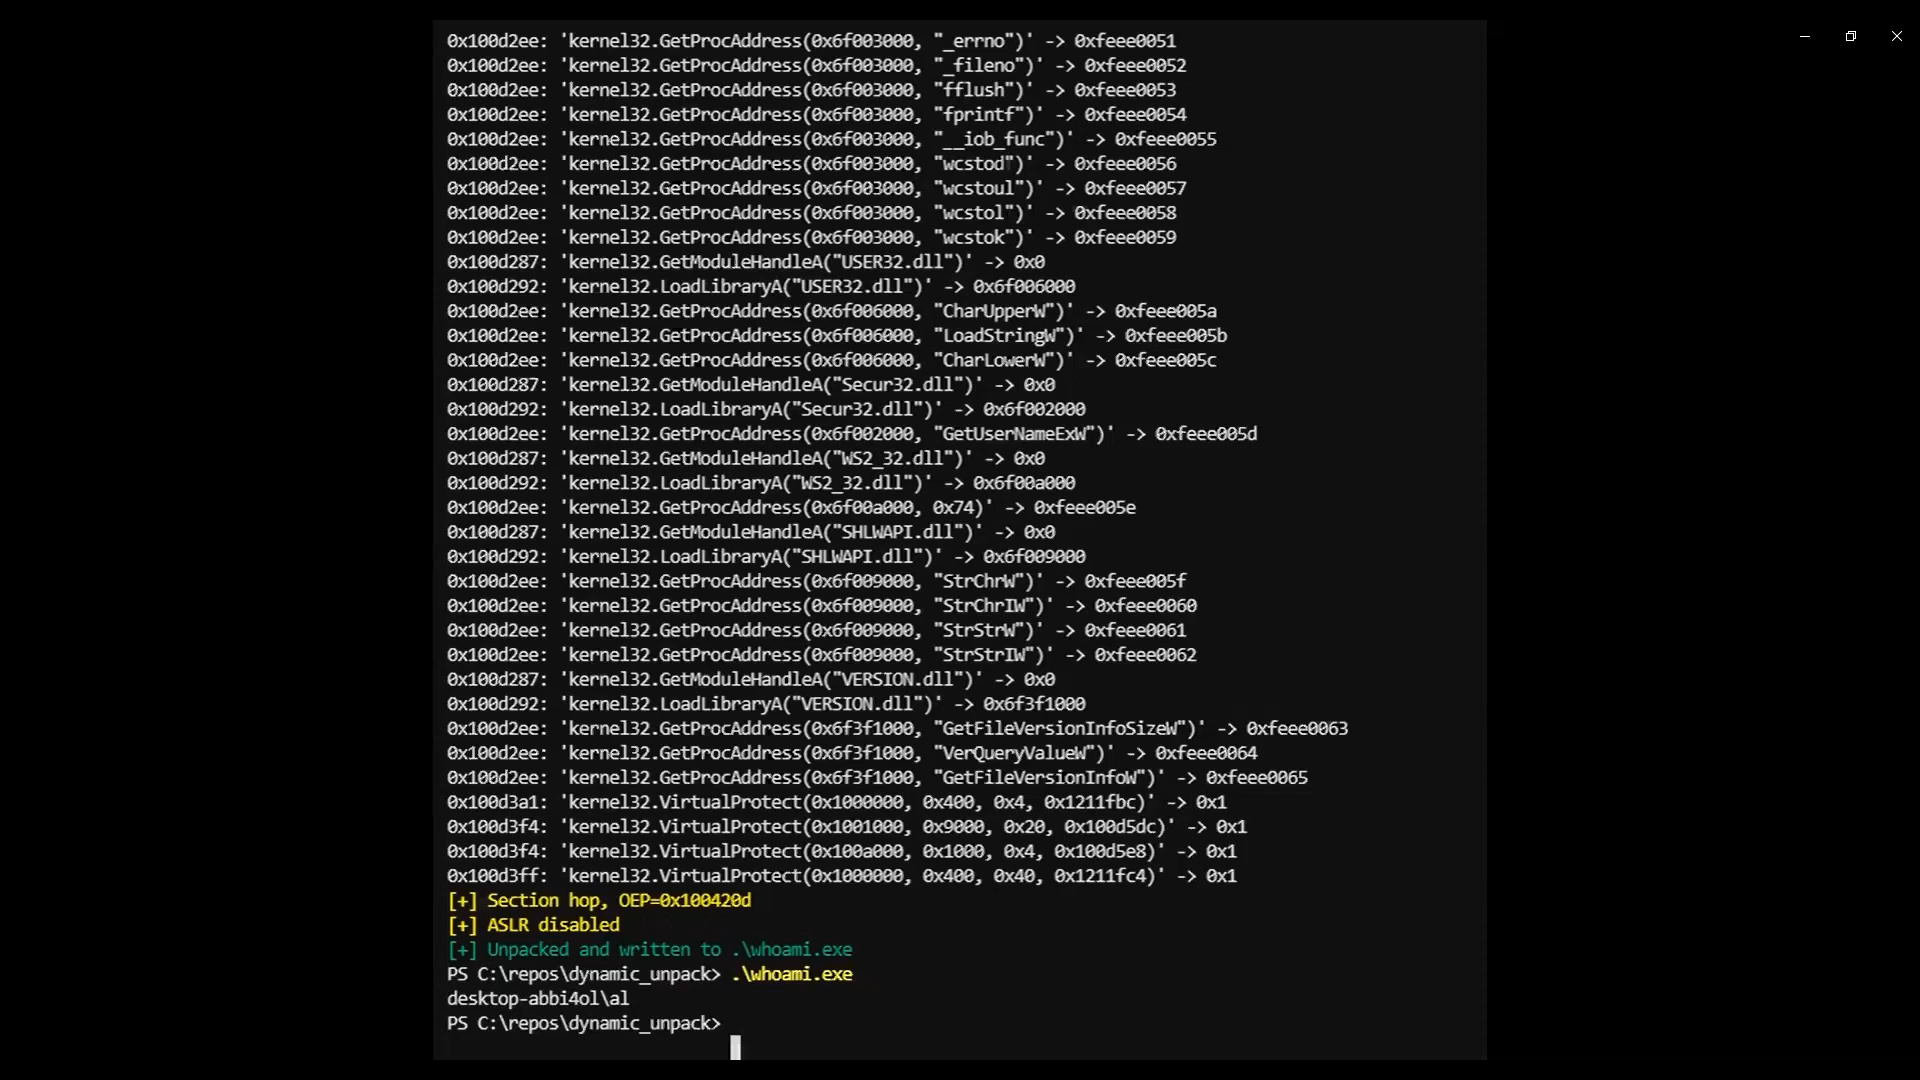 0x100d2ee: 'kernel32.GetProcAddress(0x6f003000, "_errno")' -> 0xfeee0051
0x100d2ee: 'kernel32.GetProcAddress(0x6f003000, "_fileno")' -> 0xfeee0052
0x100d2ee: 'kernel32.GetProcAddress(0x6f003000, "fflush")' -> 0xfeee0053
0x100d2ee: 'kernel32.GetProcAddress(0x6f003000, "fprintf")' -> 0xfeee0054
0x100d2ee: 'kernel32.GetProcAddress(0x6f003000, "__iob_func")' -> 0xfeee0055
0x100d2ee: 'kernel32.GetProcAddress(0x6f003000, "wcstod")' -> 0xfeee0056
0x100d2ee: 'kernel32.GetProcAddress(0x6f003000, "wcstoul")' -> 0xfeee0057
0x100d2ee: 'kernel32.GetProcAddress(0x6f003000, "wcstol")' -> 0xfeee0058
0x100d2ee: 'kernel32.GetProcAddress(0x6f003000, "wcstok")' -> 0xfeee0059
0x100d287: 'kernel32.GetModuleHandleA("USER32.dll")' -> 0x0
0x100d292: 'kernel32.LoadLibraryA("USER32.dll")' -> 0x6f006000
0x100d2ee: 'kernel32.GetProcAddress(0x6f006000, "CharUpperW")' -> 0xfeee005a
0x100d2ee: 'kernel32.GetProcAddress(0x6f006000, "LoadStringW")' -> 0xfeee005b
0x100d2ee: 'kernel32.GetProcAddress(0x6f006000, "CharLowerW")' -> 0xfeee005c
0x100d287: 'kernel32.GetModuleHandleA("Secur32.dll")' -> 0x0
0x100d292: 'kernel32.LoadLibraryA("Secur32.dll")' -> 0x6f002000
0x100d2ee: 'kernel32.GetProcAddress(0x6f002000, "GetUserNameExW")' -> 0xfeee005d
0x100d287: 'kernel32.GetModuleHandleA("WS2_32.dll")' -> 0x0
0x100d292: 'kernel32.LoadLibraryA("WS2_32.dll")' -> 0x6f00a000
0x100d2ee: 'kernel32.GetProcAddress(0x6f00a000, 0x74)' -> 0xfeee005e
0x100d287: 'kernel32.GetModuleHandleA("SHLWAPI.dll")' -> 0x0
0x100d292: 'kernel32.LoadLibraryA("SHLWAPI.dll")' -> 0x6f009000
0x100d2ee: 'kernel32.GetProcAddress(0x6f009000, "StrChrW")' -> 0xfeee005f
0x100d2ee: 'kernel32.GetProcAddress(0x6f009000, "StrChrIW")' -> 0xfeee0060
0x100d2ee: 'kernel32.GetProcAddress(0x6f009000, "StrStrW")' -> 0xfeee0061
0x100d2ee: 'kernel32.GetProcAddress(0x6f009000, "StrStrIW")' -> 0xfeee0062
0x100d287: 'kernel32.GetModuleHandleA("VERSION.dll")' -> 0x0
0x100d292: 'kernel32.LoadLibraryA("VERSION.dll")' -> 0x6f3f1000
0x100d2ee: 'kernel32.GetProcAddress(0x6f3f1000, "GetFileVersionInfoSizeW")' -> 0xfeee0063
0x100d2ee: 'kernel32.GetProcAddress(0x6f3f1000, "VerQueryValueW")' -> 0xfeee0064
0x100d2ee: 'kernel32.GetProcAddress(0x6f3f1000, "GetFileVersionInfoW")' -> 0xfeee0065
0x100d3a1: 'kernel32.VirtualProtect(0x1000000, 0x400, 0x4, 0x1211fbc)' -> 0x1
0x100d3f4: 'kernel32.VirtualProtect(0x1001000, 0x9000, 0x20, 0x100d5dc)' -> 0x1
0x100d3f4: 'kernel32.VirtualProtect(0x100a000, 0x1000, 0x4, 0x100d5e8)' -> 0x1
0x100d3ff: 'kernel32.VirtualProtect(0x1000000, 0x400, 0x40, 0x1211fc4)' -> 0x1
[+] Section hop, OEP=0x100420d
[+] ASLR disabled
[+] Unpacked and written to .\whoami.exe
PS C:\repos\dynamic_unpack> .\whoami.exe
desktop-abbi4ol\al
PS C:\repos\dynamic_unpack>